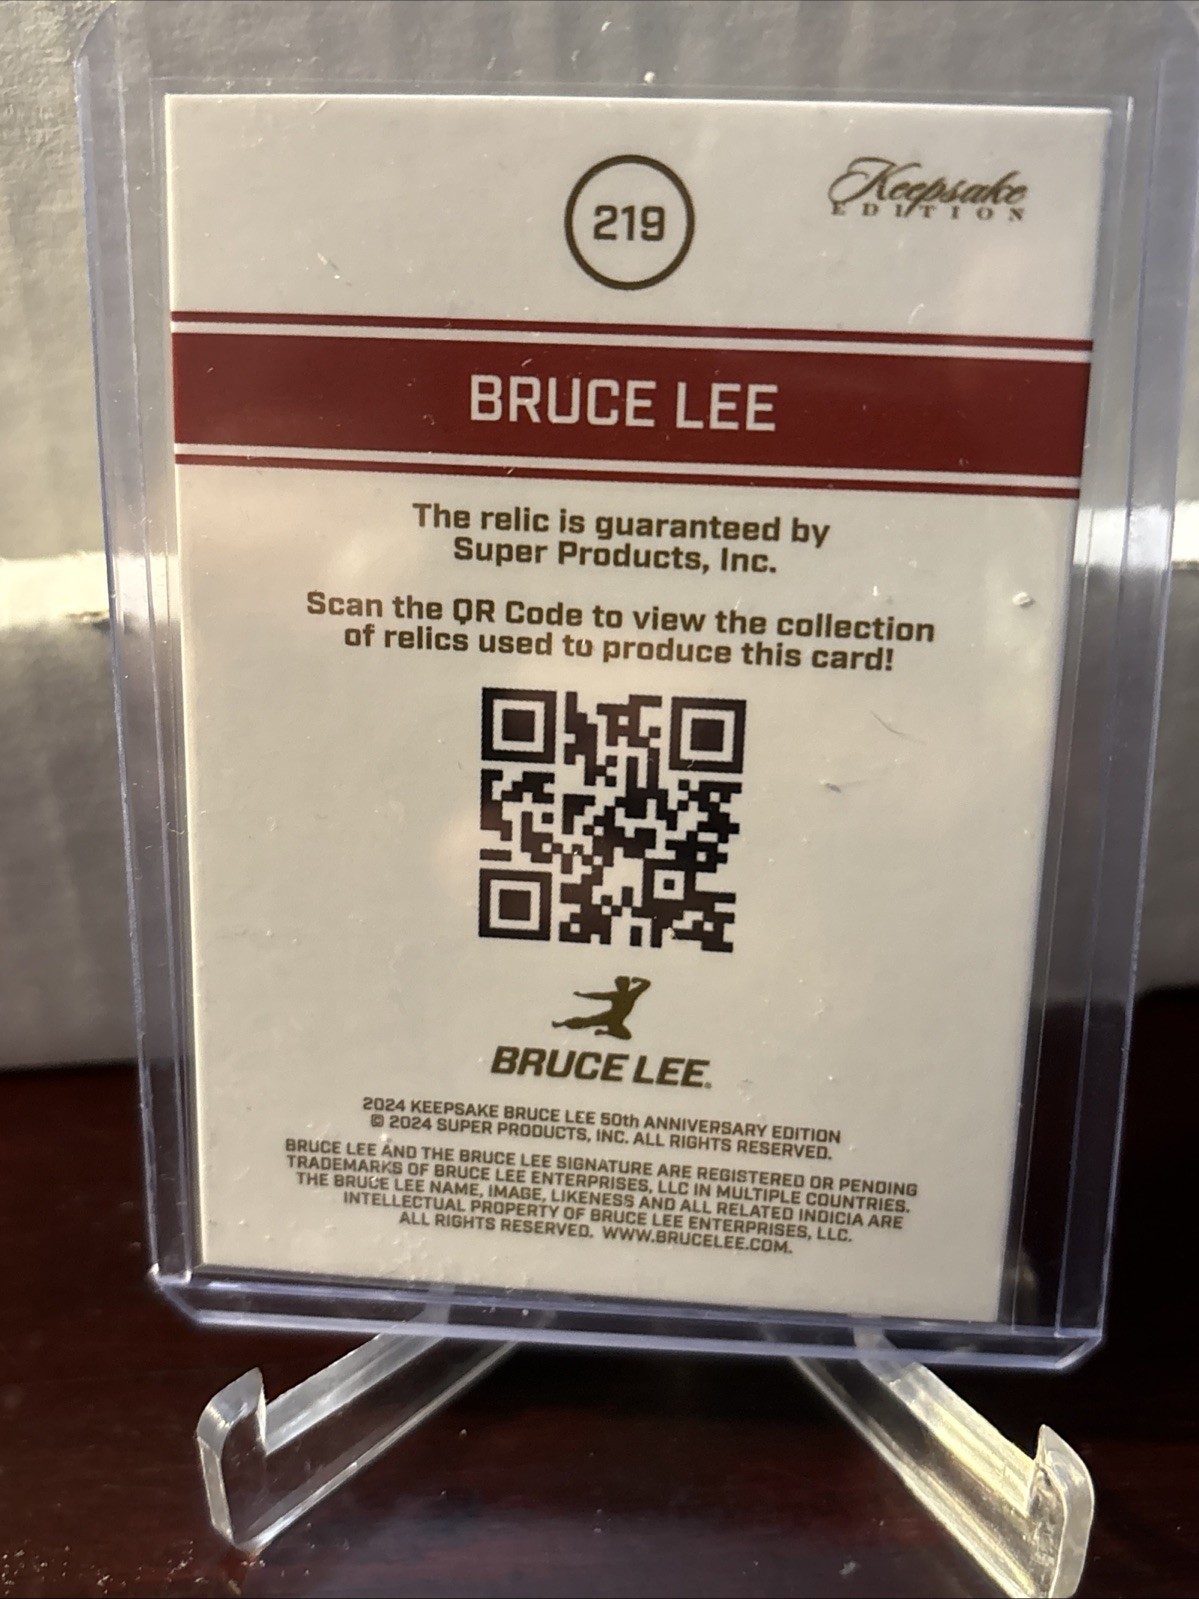 219
Keepsake
EDITION
BRUCE LEE
The relic is guaranteed by
Super Products, Inc.
Scan the QR Code to view the collection
of relics used to produce this card!
BRUCE LEE.
2024 KEEPSAKE BRUCE LEE 50th ANNIVERSARY EDITION
© 2024 SUPER PRODUCTS, INC. ALL RIGHTS RESERVED.
BRUCE LEE AND THE BRUCE LEE SIGNATURE ARE REGISTERED OR PENDING
TRADEMARKS OF BRUCE LEE ENTERPRISES, LLC IN MULTIPLE COUNTRIES.
THE BRUCE LEE NAME, IMAGE, LIKENESS AND ALL RELATED INDICIA ARE
INTELLECTUAL PROPERTY OF BRUCE LEE ENTERPRISES, LLC.
ALL RIGHTS RESERVED. WWW.BRUCELEE.COM.